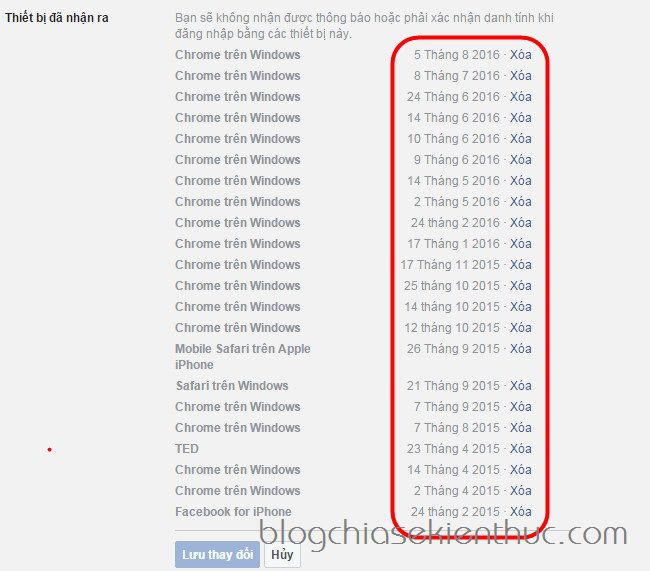 Thiết bị đã nhận ra
Bạn sẽ không nhận được thông báo hoặc phải xác nhận danh tính khi
đăng nhập bằng các thiết bị này.
Chrome trên Windows 5 Tháng 8 2016 · Xóa
Chrome trên Windows 8 Tháng 7 2016 · Xóa
Chrome trên Windows 24 Tháng 6 2016 · Xóa
Chrome trên Windows 14 Tháng 6 2016 · Xóa
Chrome trên Windows 10 Tháng 6 2016 · Xóa
Chrome trên Windows 9 Tháng 6 2016 · Xóa
Chrome trên Windows 14 Tháng 5 2016 · Xóa
Chrome trên Windows 2 Tháng 5 2016 · Xóa
Chrome trên Windows 24 tháng 2 2016 · Xóa
Chrome trên Windows 17 Tháng 1 2016 · Xóa
Chrome trên Windows 17 Tháng 11 2015 · Xóa
Chrome trên Windows 25 tháng 10 2015 · Xóa
Chrome trên Windows 14 tháng 10 2015 · Xóa
Chrome trên Windows 12 tháng 10 2015 · Xóa
Mobile Safari trên Apple 26 Tháng 9 2015 · Xóa
iPhone
Safari trên Windows 21 Tháng 9 2015 · Xóa
Chrome trên Windows 7 Tháng 9 2015 · Xóa
Chrome trên Windows 7 Tháng 8 2015 · Xóa
TED 23 Tháng 4 2015 · Xóa
Chrome trên Windows 14 Tháng 4 2015 · Xóa
Chrome trên Windows 2 Tháng 4 2015 · Xóa
Facebook for iPhone 24 tháng 2 2015 · Xóa
blogchiasekienthuc.com
Lưu thay đổi Hủy